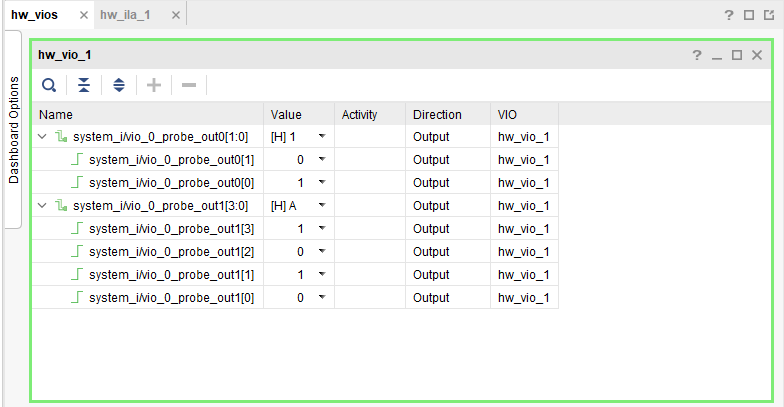 hw_vios × hw_ila_1 × ?
Dashboard Options
hw_vio_1 ?
Name Value Activity Direction VIO
system_i/vio_0_probe_out0[1:0] [H] 1 Output hw_vio_1
system_i/vio_0_probe_out0[1] 0 Output hw_vio_1
system_i/vio_0_probe_out0[0] 1 Output hw_vio_1
system_i/vio_0_probe_out1[3:0] [H] A Output hw_vio_1
system_i/vio_0_probe_out1[3] 1 Output hw_vio_1
system_i/vio_0_probe_out1[2] 0 Output hw_vio_1
system_i/vio_0_probe_out1[1] 1 Output hw_vio_1
system_i/vio_0_probe_out1[0] 0 Output hw_vio_1